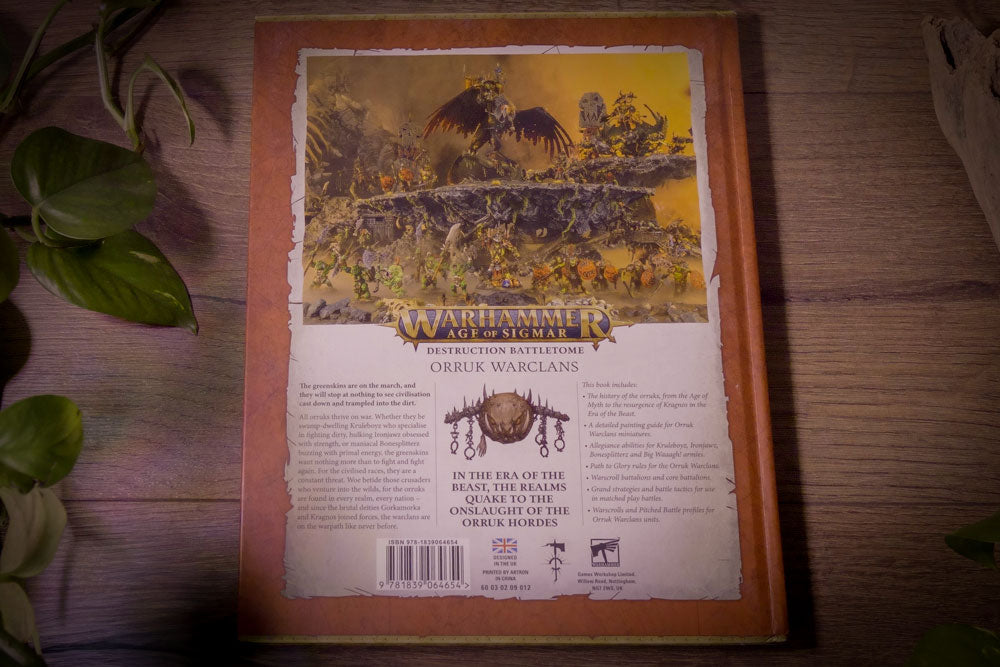 WARHAMMER
AGE OF SIGMAR
DESTRUCTION BATTLETOME
ORRUK WARCLANS
The greenskins are on the march, and
they will stop at nothing to see civilisation
cast down and trampled into the dirt.
All orruks thrive on war. Whether they be
swamp-dwelling Kruleboyz who specialise
in fighting dirty, hulking Ironjawz obsessed
with strength, or maniacal Bonesplitterz
buzzing with primal energy, the greenskins
want nothing more than to fight and fight
again. For the civilised races, they are a
constant threat. Woe betide those crusaders
who venture into the wilds, for the orruks
are found in every realm, every nation –
and since the brutal deities Gorkamorka
and Kragnos joined forces, the warclans are
on the warpath like never before.
IN THE ERA OF THE
BEAST, THE REALMS
QUAKE TO THE
ONSLAUGHT OF THE
ORRUK HORDES
This book includes:
• The history of the orruks, from the Age of
Myth to the resurgence of Kragnos in the
Era of the Beast.
• A detailed painting guide for Orruk
Warclans miniatures.
• Allegiance abilities for Kruleboyz, Ironjawz,
Bonesplitterz and Big Waaagh! armies.
• Path to Glory rules for the Orruk Warclans.
• Warscroll battalions and core battalions.
• Grand strategies and battle tactics for use
in matched play battles.
• Warscrolls and Pitched Battle profiles for
Orruk Warclans units.
ISBN 978-1839064654
9 781839 064654 >
DESIGNED
IN THE UK
PRINTED BY ARTRON
IN CHINA
60 03 02 09 012
WARHAMMER
Games Workshop Limited,
Willow Road, Nottingham,
NG7 2WS, UK